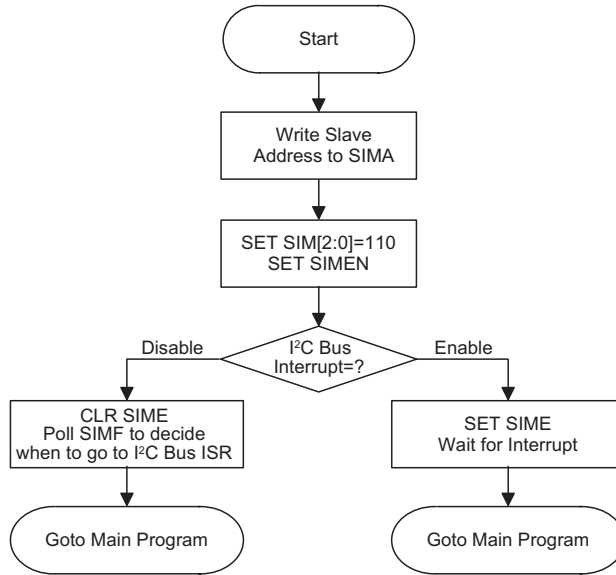 Start
Write Slave
Address to SIMA
SET SIM[2:0]=110
SET SIMEN
I²C Bus
Interrupt=?
Disable
Enable
CLR SIME
Poll SIMF to decide
when to go to I²C Bus ISR
SET SIME
Wait for Interrupt
Goto Main Program
Goto Main Program